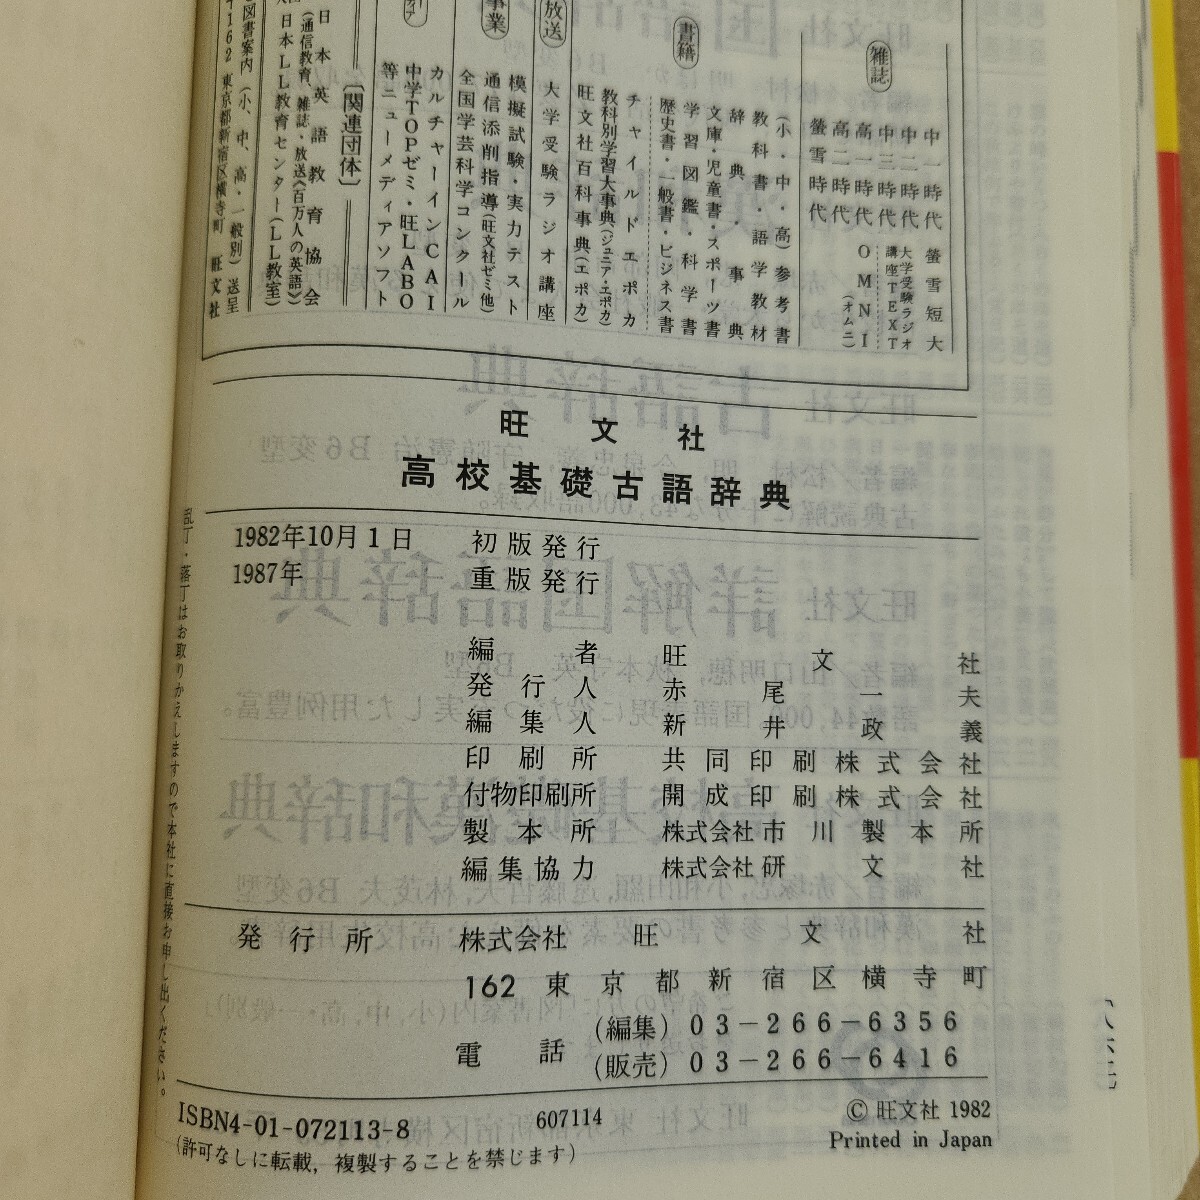 雑誌
中一時代 螢雪短大
中二時代 大学受験ラジオ
中三時代 講座TEXT
高一時代 OMNI
高二時代 (オムニ)
螢雪時代
書籍
(小・中・高)参考書
教科書・語学教材
辞典・事典
文庫・児童書・スポーツ書
学習図鑑・科学書
歴史書・一般書・ビジネス書
チャイルドエポカ
教科別学習大事典(ジュニア・エポカ)
旺文社百科事典(エポカ)
放送
大学受験ラジオ講座
事業
模擬試験・実力テスト
通信添削指導(旺文社ゼミ他)
全国学芸科学コンクール
カルチャーインCAI
中学TOPゼミ・旺LABO
等ニューメディアソフト
〔関連団体〕
日本英語教育協会
(通信教育、雑誌・放送《百万人の英語》)
日本LL教育センター(LL教室)
図書案内(小、中、高・一般別)送呈
162 東京都新宿区横寺町 旺文社
旺文社
高校基礎古語辞典
1982年10月1日 初版発行
1987年 重版発行
編者 旺文社
発行人 赤尾一夫
編集人 新井政義
印刷所 共同印刷株式会社
付物印刷所 開成印刷株式会社
製本所 株式会社市川製本所
編集協力 株式会社研文社
発行所 株式会社旺文社
162 東京都新宿区横寺町
電話 (編集) 03-266-6356
(販売) 03-266-6416
乱丁・落丁はお取りかえしますので本社に直接お申し出ください。
ISBN4-01-072113-8
607114
© 旺文社 1982
(許可なしに転載,複製することを禁じます)
Printed in Japan